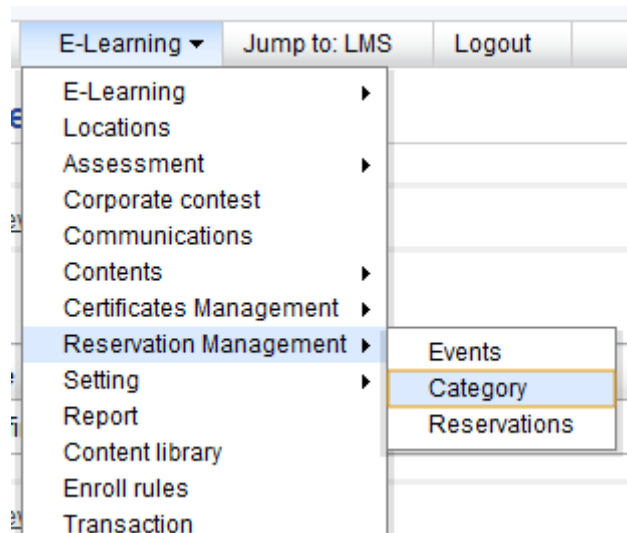 E-Learning Jump to: LMS Logout
E-Learning
Locations
Assessment
Corporate contest
Communications
Contents
Certificates Management
Reservation Management
Events
Setting
Category
Report
Reservations
Content library
Enroll rules
Transaction